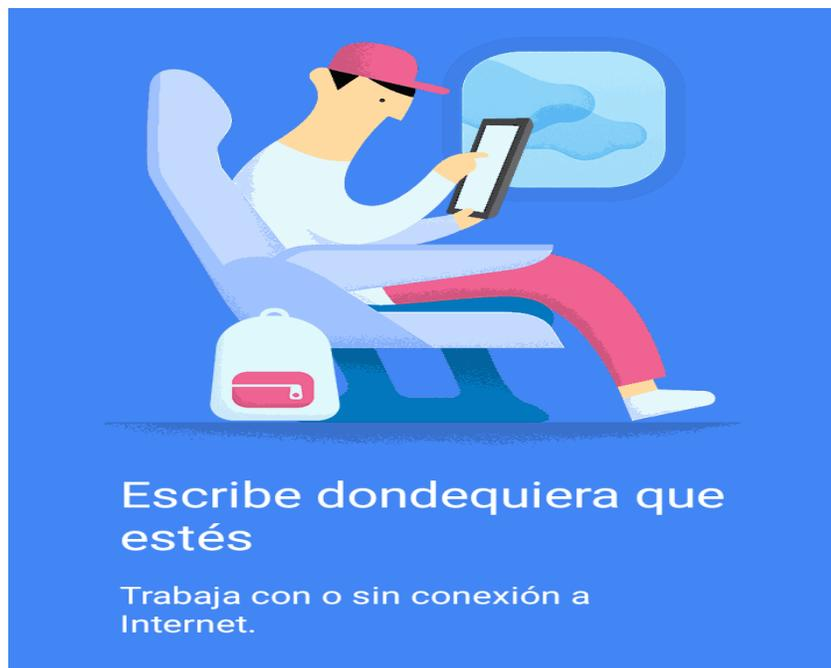 Escribe dondequiera que
estés
Trabaja con o sin conexión a
Internet.